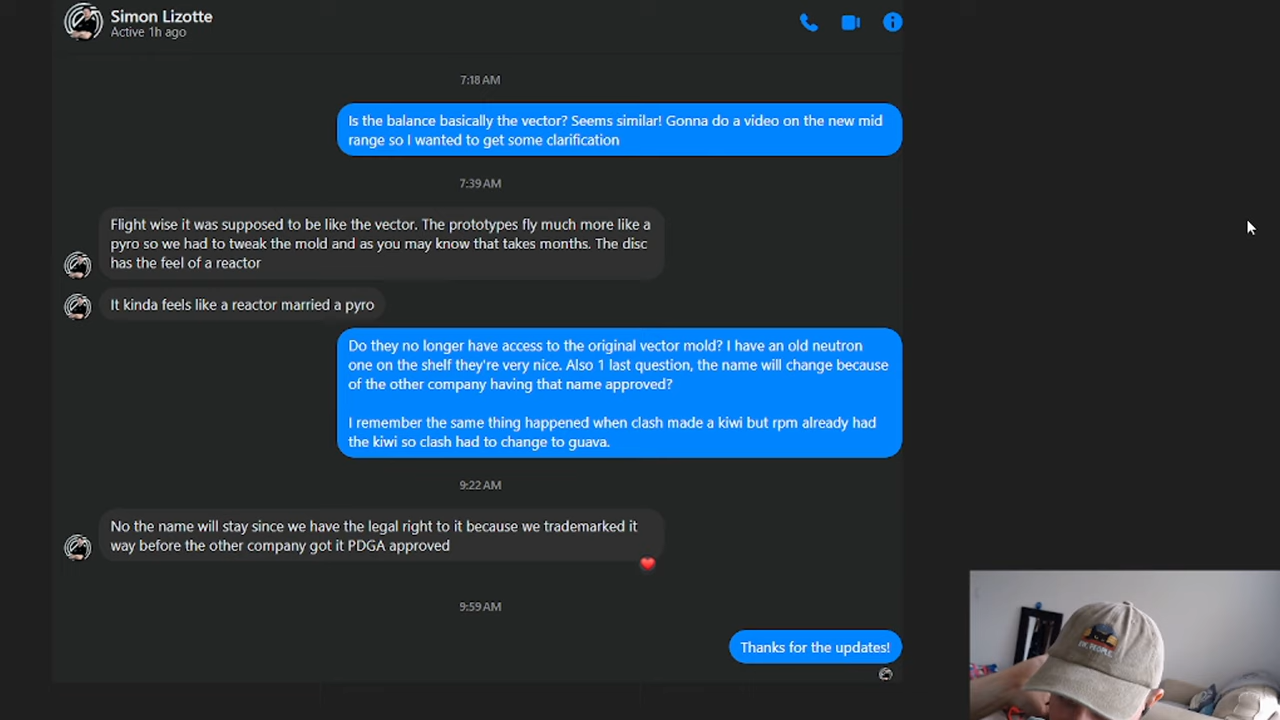 Simon Lizotte
Active 1h ago
7:18 AM
Is the balance basically the vector? Seems similar! Gonna do a video on the new mid
range so I wanted to get some clarification
7:39 AM
Flight wise it was supposed to be like the vector. The prototypes fly much more like a
pyro so we had to tweak the mold and as you may know that takes months. The disc
has the feel of a reactor
It kinda feels like a reactor married a pyro
Do they no longer have access to the original vector mold? I have an old neutron
one on the shelf they're very nice. Also 1 last question, the name will change because
of the other company having that name approved?
I remember the same thing happened when clash made a kiwi but rpm already had
the kiwi so clash had to change to guava.
9:22 AM
No the name will stay since we have the legal right to it because we trademarked it
way before the other company got it PDGA approved
9:59 AM
Thanks for the updates!